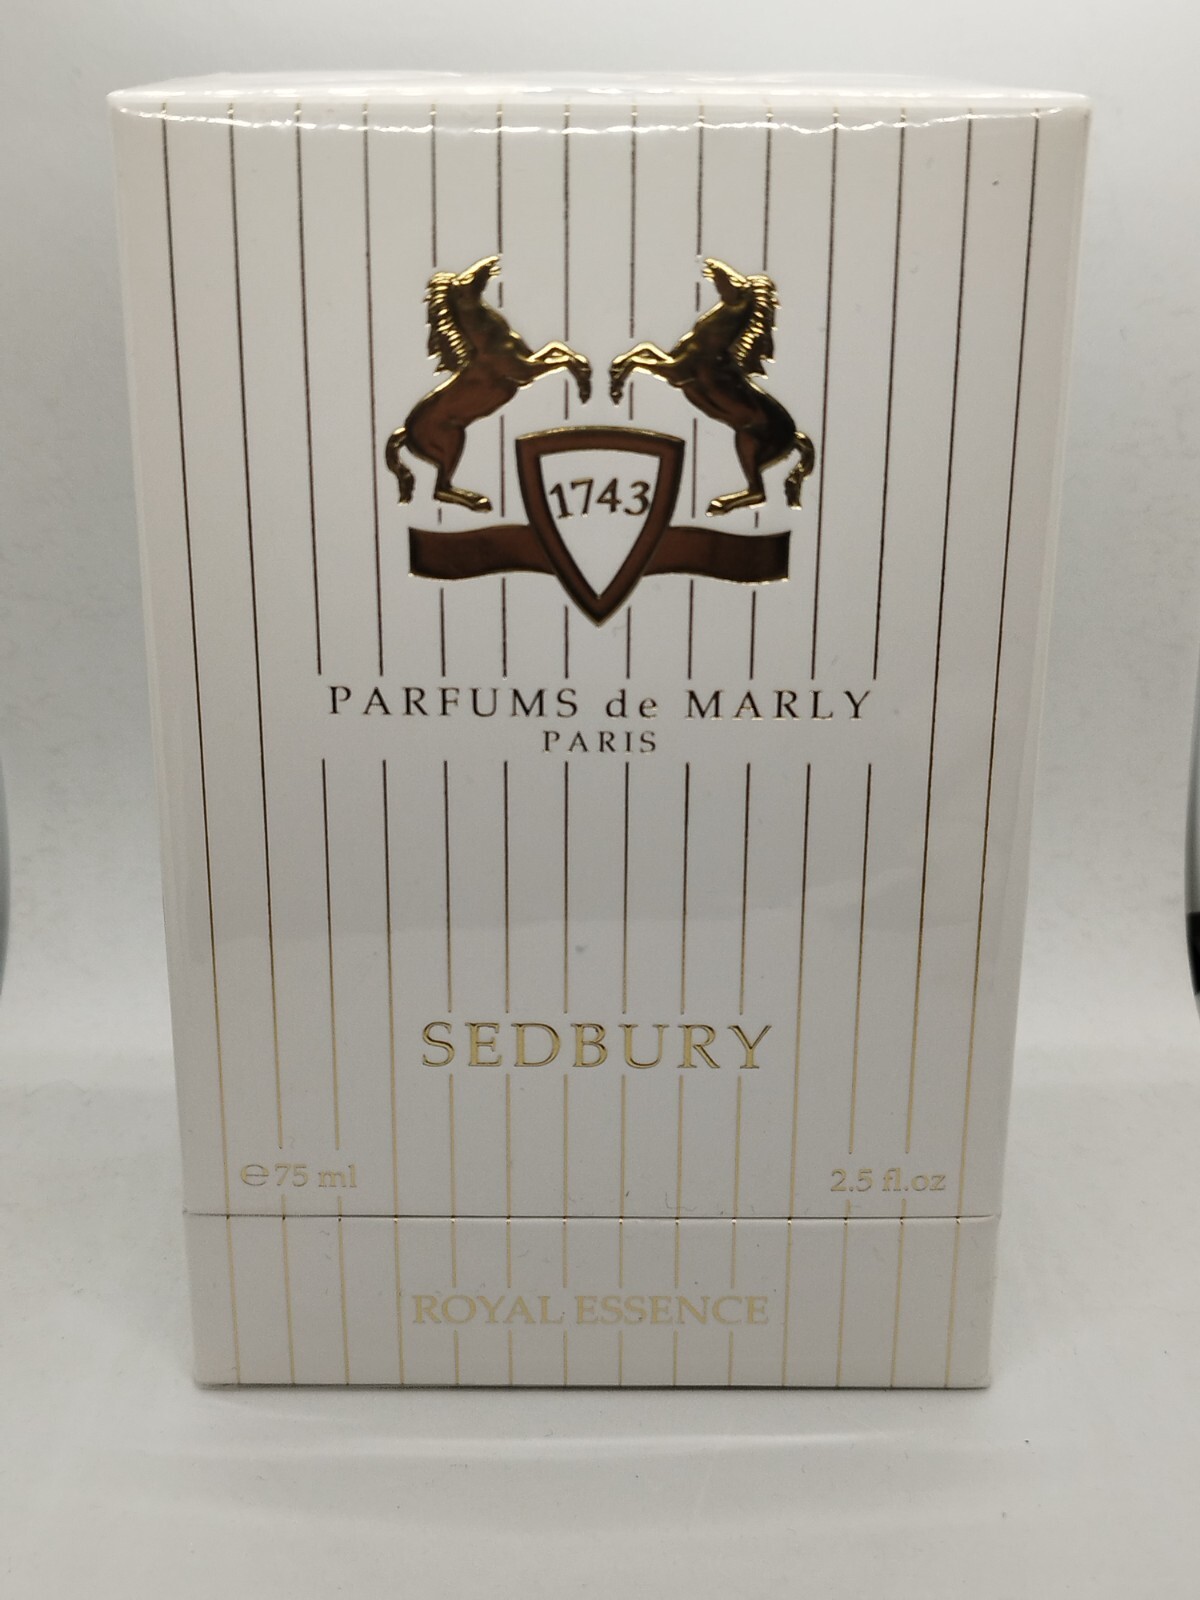 1743
PARFUMS de MARLY
PARIS
SEDBURY
℮75 ml
2.5 fl.oz
ROYAL ESSENCE